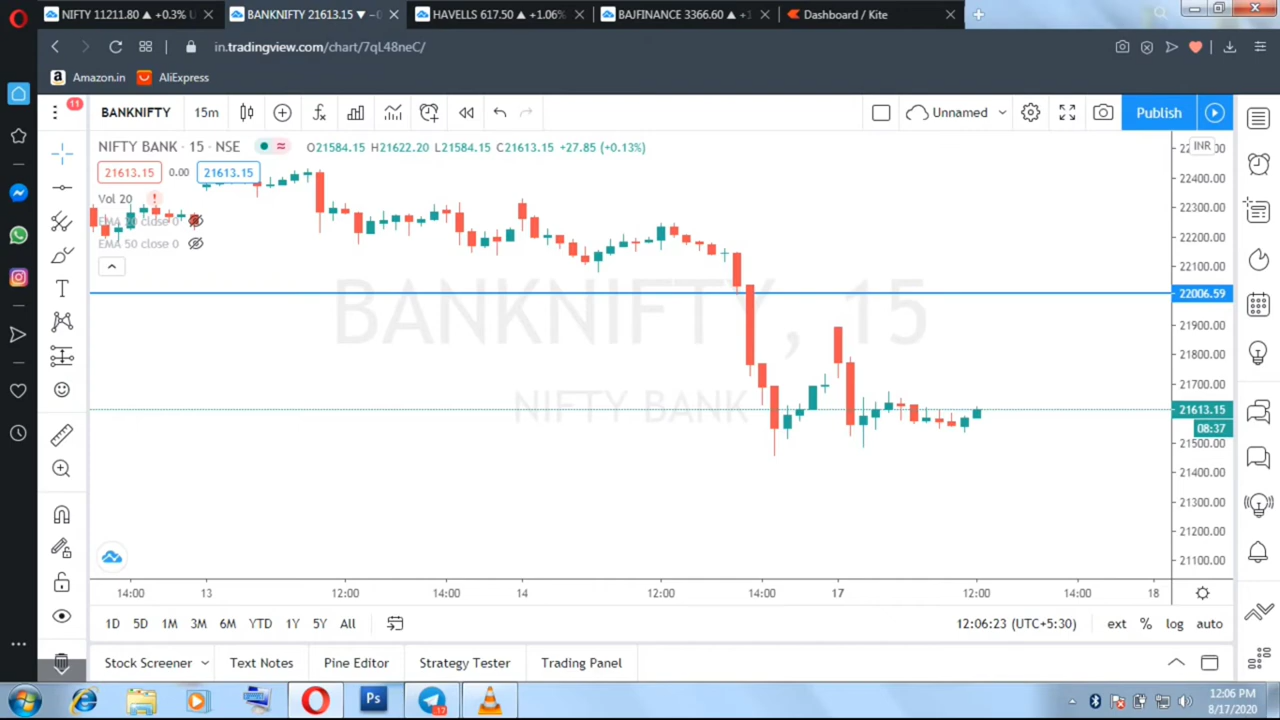 NIFTY 11211.80 ▲ +0.3% U
BANKNIFTY 21613.15 ▼ −0
HAVELLS 617.50 ▲ +1.06%
BAJFINANCE 3366.60 ▲ +1
Dashboard / Kite
in.tradingview.com/chart/7qL48neC/
Amazon.in AliExpress
11
BANKNIFTY 15m
Unnamed
Publish
NIFTY BANK · 15 · NSE O21584.15 H21622.20 L21584.15 C21613.15 +27.85 (+0.13%)
INR
21613.15 0.00 21613.15
Vol 20
EMA 50 close 0
22400.00
22300.00
22200.00
22100.00
22006.59
21900.00
21800.00
21700.00
21613.15
08:37
21500.00
21400.00
21300.00
21200.00
21100.00
BANKNIFTY, 15
NIFTY BANK
14:00 13 12:00 14:00 14 12:00 14:00 17 12:00 14:00 18
1D 5D 1M 3M 6M YTD 1Y 5Y All
12:06:23 (UTC+5:30) ext % log auto
Stock Screener Text Notes Pine Editor Strategy Tester Trading Panel
Ps
12:06 PM
8/17/2020